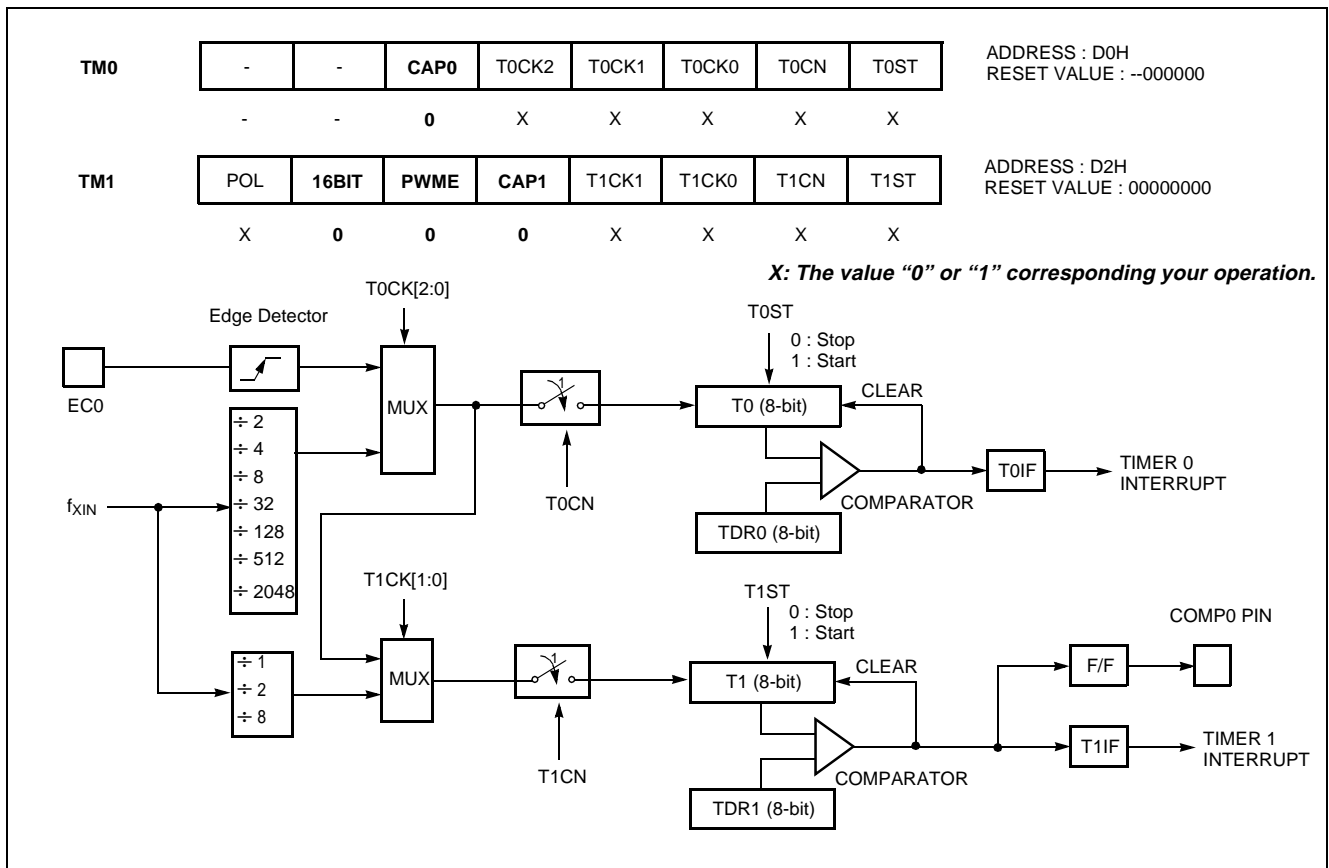 TM0 - - CAP0 T0CK2 T0CK1 T0CK0 T0CN T0ST ADDRESS : D0H
RESET VALUE : --000000
- - 0 X X X X X
TM1 POL 16BIT PWME CAP1 T1CK1 T1CK0 T1CN T1ST ADDRESS : D2H
RESET VALUE : 00000000
X 0 0 0 X X X X
X: The value “0” or “1” corresponding your operation.
T0CK[2:0]
Edge Detector
EC0
MUX
÷ 2
÷ 4
÷ 8
÷ 32
÷ 128
÷ 512
÷ 2048
fXIN
1
T0CN
T0ST
0 : Stop
1 : Start
T0 (8-bit)
CLEAR
COMPARATOR
TDR0 (8-bit)
T0IF
TIMER 0
INTERRUPT
T1CK[1:0]
÷ 1
÷ 2
÷ 8
MUX
1
T1CN
T1ST
0 : Stop
1 : Start
T1 (8-bit)
CLEAR
COMPARATOR
TDR1 (8-bit)
COMP0 PIN
F/F
T1IF
TIMER 1
INTERRUPT